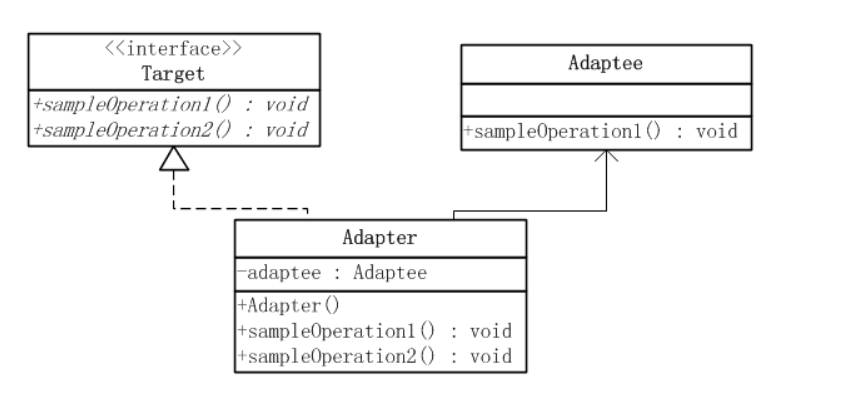 <<interface>>
Target
+sampleOperation1() : void
+sampleOperation2() : void
Adaptee
+sampleOperation1() : void
Adapter
-adaptee : Adaptee
+Adapter()
+sampleOperation1() : void
+sampleOperation2() : void